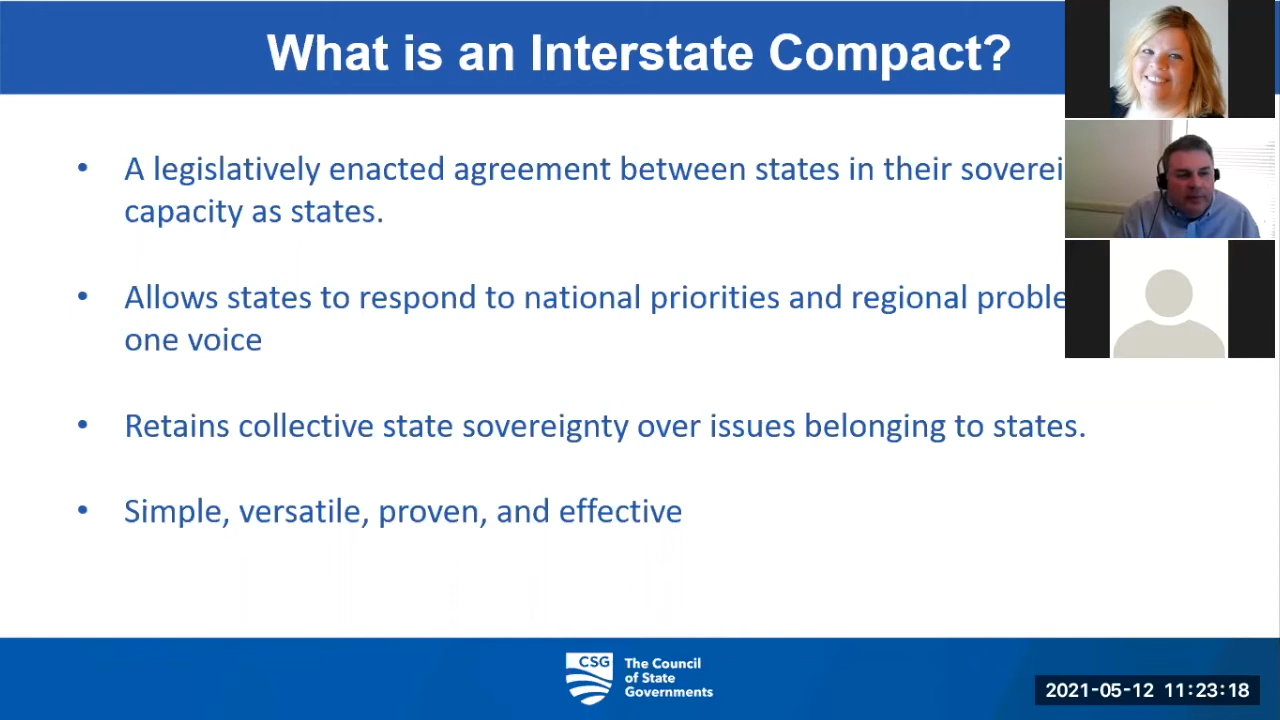 What is an Interstate Compact?
• A legislatively enacted agreement between states in their soverei
capacity as states.
• Allows states to respond to national priorities and regional proble
one voice
• Retains collective state sovereignty over issues belonging to states.
• Simple, versatile, proven, and effective
CSG
The Council
of State
Governments
2021-05-12 11:23:18